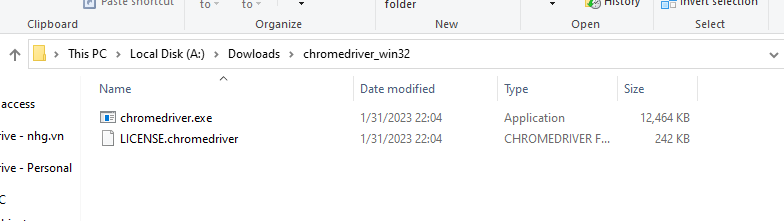 Paste shortcut
to
to
folder
History
Invert selection
Clipboard
Organize
New
Open
Select
This PC > Local Disk (A:) > Dowloads > chromedriver_win32
Name
Date modified
Type
Size
access
chromedriver.exe
1/31/2023 22:04
Application
12,464 KB
rive - nhg.vn
LICENSE.chromedriver
1/31/2023 22:04
CHROMEDRIVER F...
242 KB
rive - Personal
C